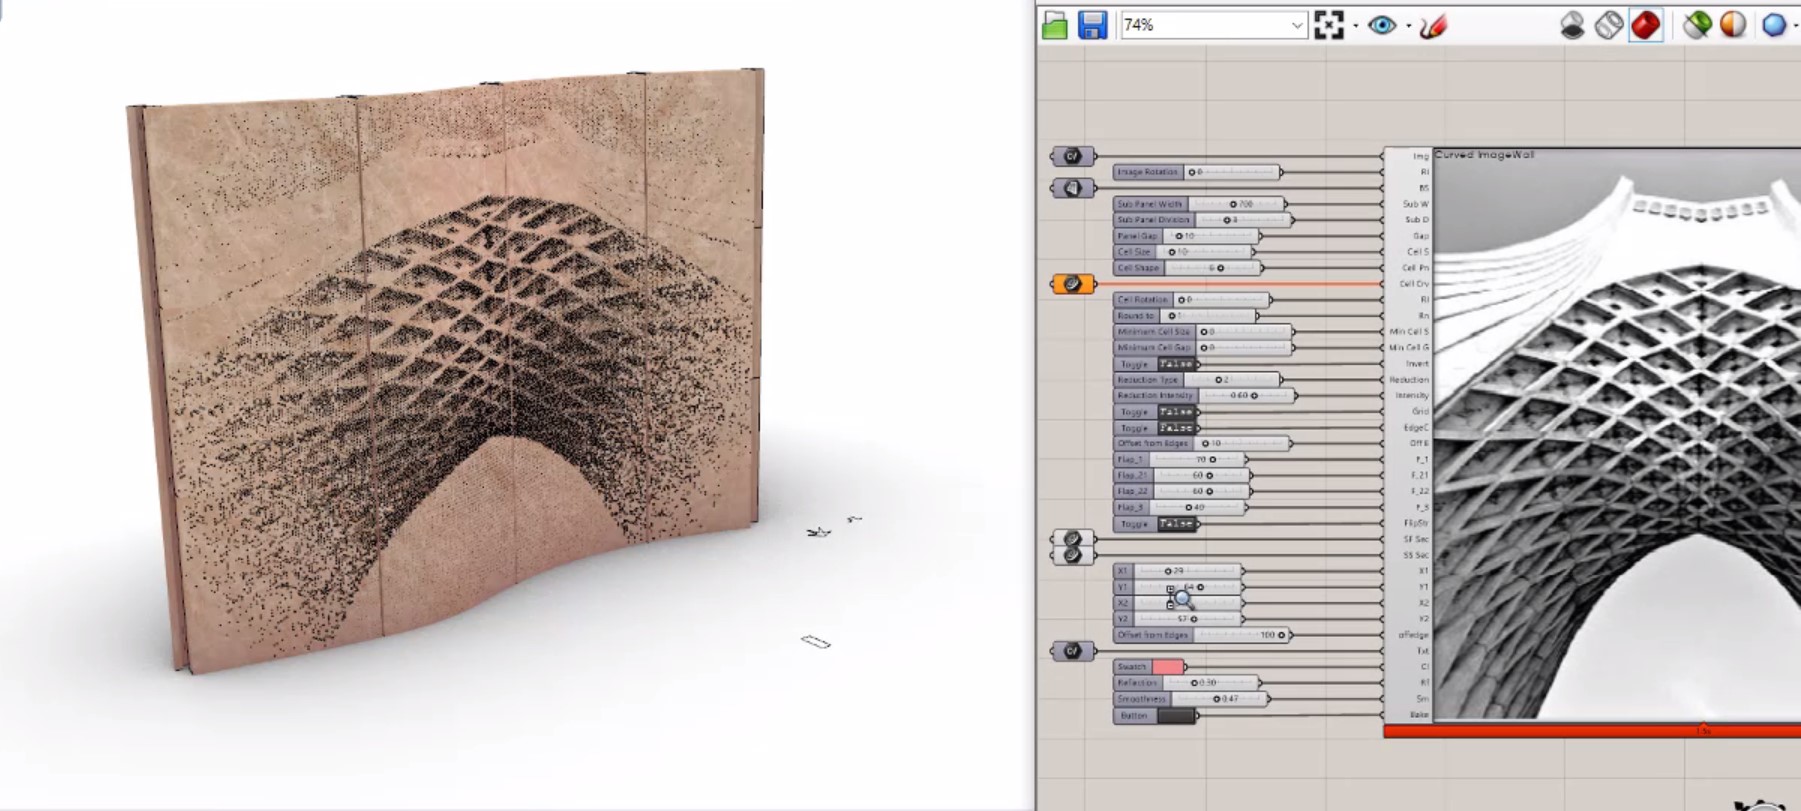 74%
Curved ImageWall
Img
Image Rotation 0 RI
BS
Sub Panel Width 700 Sub W
Sub Panel Division 3 Sub D
Panel Gap 10 Gap
Cell Size 10 Cell S
Cell Shape 6 Cell Pn
Cell Crv
Cell Rotation 0 RI
Round to 1 Rn
Minimum Cell Size 0 Min Cell S
Minimum Cell Gap 0 Min Cell G
Toggle False Invert
Reduction Type 2 Reduction
Reduction Intensity 0.60 Intensity
Toggle False Grid
Toggle False EdgeC
Offset from Edges 10 Off E
Flap_1 70 F_1
Flap_21 60 F_21
Flap_22 60 F_22
Flap_3 40 F_3
Toggle False FlipStr
SF Sec
SS Sec
X1 29 X1
Y1 64 Y1
X2 X2
Y2 57 Y2
Offset from Edges 100 offedge
Txt
Swatch Cl
Reflection 0.30 Rf
Smoothness 0.47 Sm
Button Bake